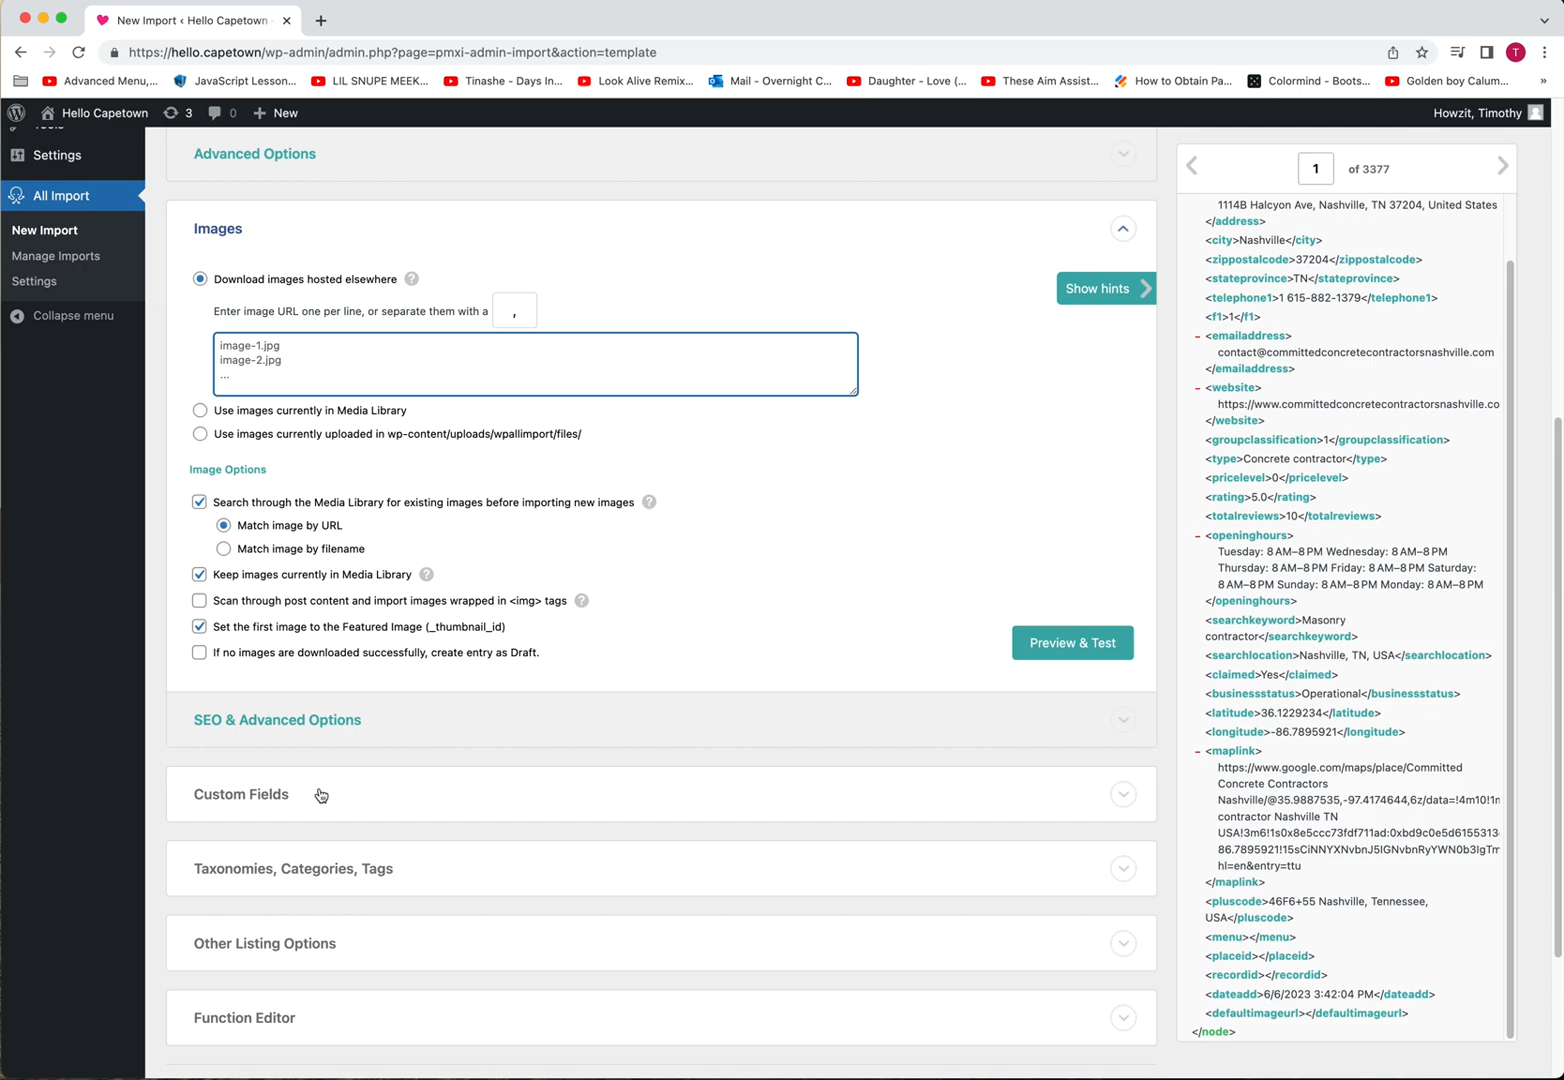 New Import ‹ Hello Capetown
https://hello.capetown/wp-admin/admin.php?page=pmxi-admin-import&action=template
T
Advanced Menu,...
JavaScript Lesson...
LIL SNUPE MEEK...
Tinashe - Days In...
Look Alive Remix...
Mail - Overnight C...
Daughter - Love (...
These Aim Assist...
How to Obtain Pa...
Colormind - Boots...
Golden boy Calum...
»
Hello Capetown
3
0
New
Howzit, Timothy
Tools
Settings
All Import
New Import
Manage Imports
Settings
Collapse menu
Advanced Options
Images
Download images hosted elsewhere ?
Enter image URL one per line, or separate them with a ,
image-1.jpg
image-2.jpg
...
Show hints
Use images currently in Media Library
Use images currently uploaded in wp-content/uploads/wpallimport/files/
Image Options
Search through the Media Library for existing images before importing new images ?
Match image by URL
Match image by filename
Keep images currently in Media Library ?
Scan through post content and import images wrapped in <img> tags ?
Set the first image to the Featured Image (_thumbnail_id)
If no images are downloaded successfully, create entry as Draft.
Preview & Test
SEO & Advanced Options
Custom Fields
Taxonomies, Categories, Tags
Other Listing Options
Function Editor
1 of 3377
1114B Halcyon Ave, Nashville, TN 37204, United States
</address>
<city>Nashville</city>
<zippostalcode>37204</zippostalcode>
<stateprovince>TN</stateprovince>
<telephone1>1 615-882-1379</telephone1>
<f1>1</f1>
– <emailaddress>
contact@committedconcretecontractorsnashville.com
</emailaddress>
– <website>
https://www.committedconcretecontractorsnashville.co
</website>
<groupclassification>1</groupclassification>
<type>Concrete contractor</type>
<pricelevel>0</pricelevel>
<rating>5.0</rating>
<totalreviews>10</totalreviews>
– <openinghours>
Tuesday: 8 AM–8 PM Wednesday: 8 AM–8 PM
Thursday: 8 AM–8 PM Friday: 8 AM–8 PM Saturday:
8 AM–8 PM Sunday: 8 AM–8 PM Monday: 8 AM–8 PM
</openinghours>
<searchkeyword>Masonry
contractor</searchkeyword>
<searchlocation>Nashville, TN, USA</searchlocation>
<claimed>Yes</claimed>
<businessstatus>Operational</businessstatus>
<latitude>36.1229234</latitude>
<longitude>-86.7895921</longitude>
– <maplink>
https://www.google.com/maps/place/Committed
Concrete Contractors
Nashville/@35.9887535,-97.4174644,6z/data=!4m10!1m
contractor Nashville TN
USA!3m6!1s0x8e5ccc73fdf711ad:0xbd9c0e5d6155313
86.7895921!15sCiNNYXNvbnJ5IGNvbnRyYWN0b3IgTm
hl=en&entry=ttu
</maplink>
<pluscode>46F6+55 Nashville, Tennessee,
USA</pluscode>
<menu></menu>
<placeid></placeid>
<recordid></recordid>
<dateadd>6/6/2023 3:42:04 PM</dateadd>
<defaultimageurl></defaultimageurl>
</node>